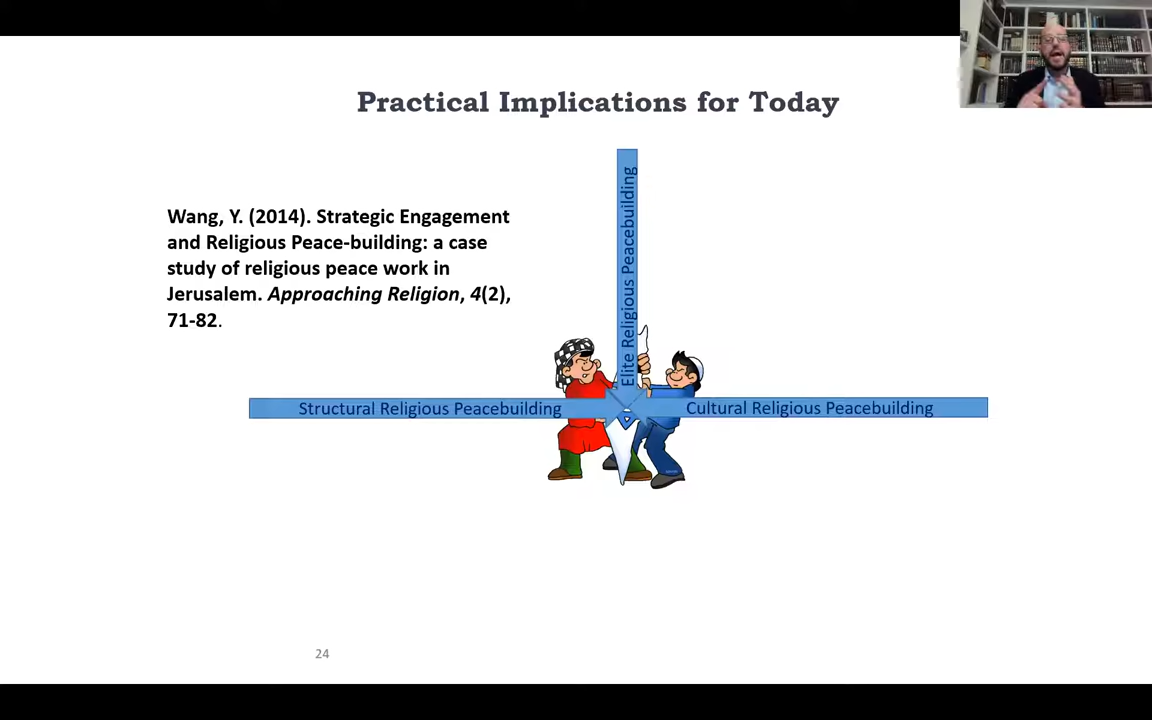 Practical Implications for Today
Wang, Y. (2014). Strategic Engagement
and Religious Peace-building: a case
study of religious peace work in
Jerusalem. Approaching Religion, 4(2),
71-82.
Elite Religious Peacebuilding
Structural Religious Peacebuilding
Cultural Religious Peacebuilding
24